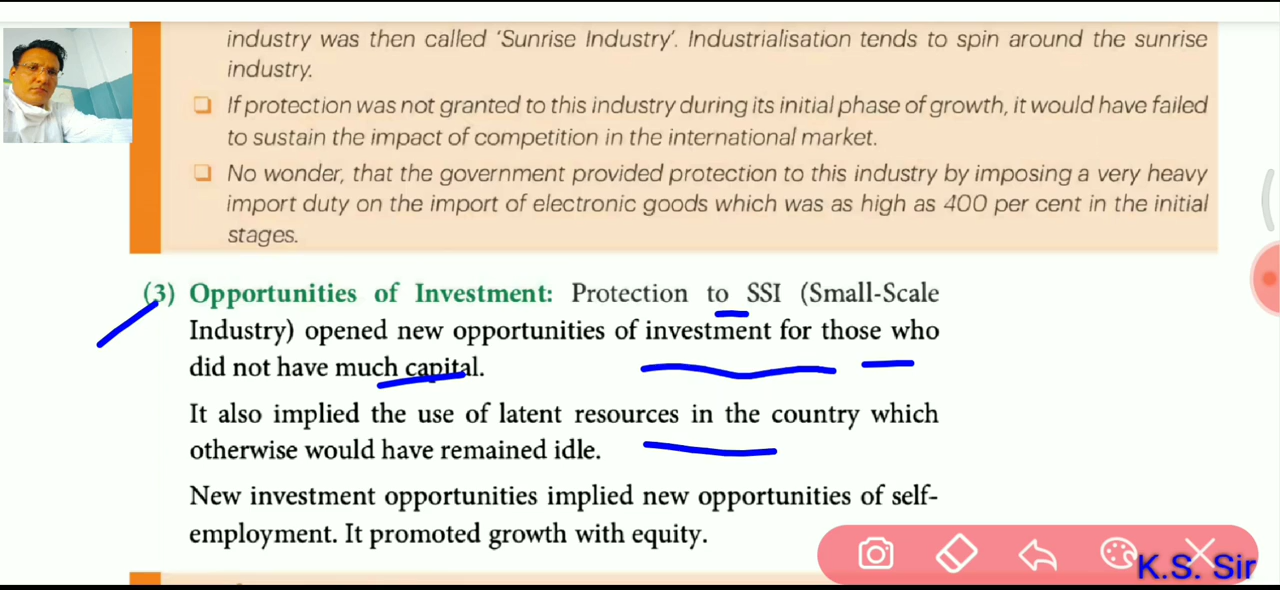 industry was then called ‘Sunrise Industry’. Industrialisation tends to spin around the sunrise
industry.
❑ If protection was not granted to this industry during its initial phase of growth, it would have failed
to sustain the impact of competition in the international market.
❑ No wonder, that the government provided protection to this industry by imposing a very heavy
import duty on the import of electronic goods which was as high as 400 per cent in the initial
stages.
(3) Opportunities of Investment: Protection to SSI (Small-Scale
Industry) opened new opportunities of investment for those who
did not have much capital.
It also implied the use of latent resources in the country which
otherwise would have remained idle.
New investment opportunities implied new opportunities of self-
employment. It promoted growth with equity.
K.S. Sir